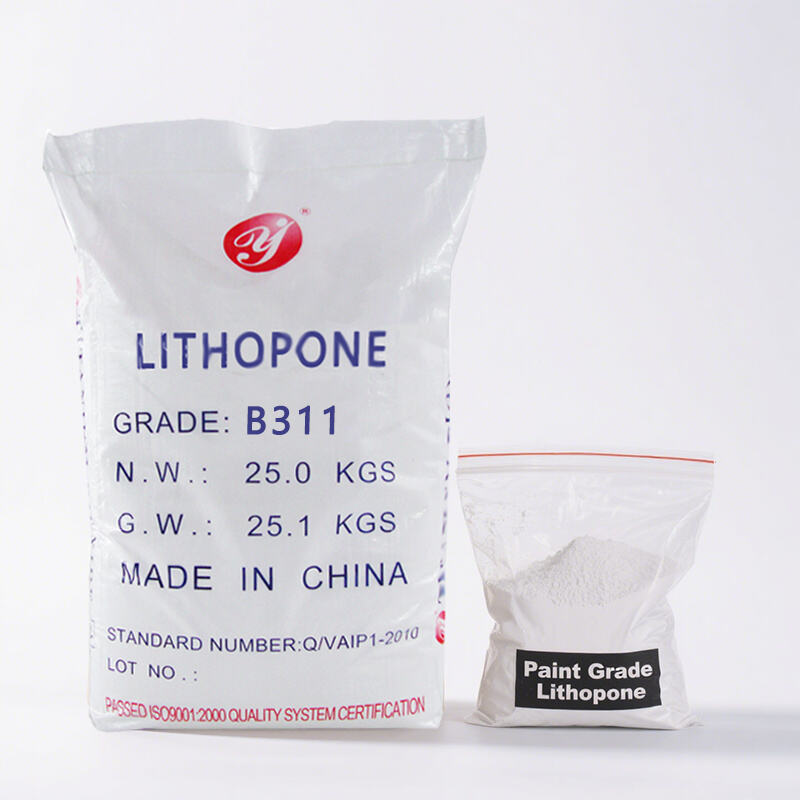 y ®
LITHOPONE
GRADE: B311
N.W.: 25.0 KGS
G.W.: 25.1 KGS
MADE IN CHINA
STANDARD NUMBER:Q/VAIP1-2010
LOT NO.:
PASSED ISO9001:2000 QUALITY SYSTEM CERTIFICATION
Paint Grade
Lithopone